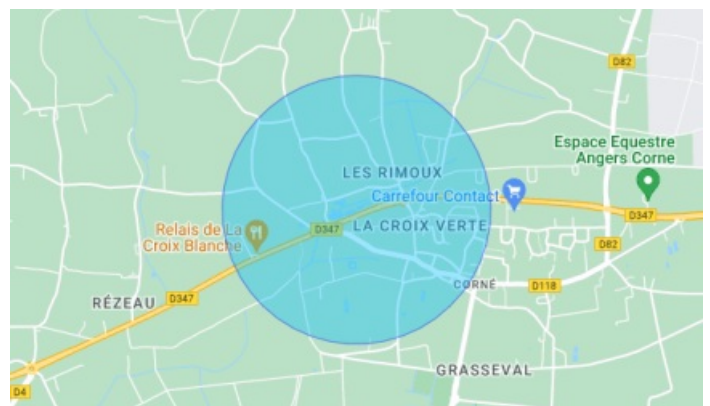 D82
Espace Equestre
Angers Corne
LES RIMOUX
Carrefour Contact
D347
Relais de La
Croix Blanche
D347
LA CROIX VERTE
D82
CORNÉ
D118
RÉZEAU
D347
GRASSEVAL
D4